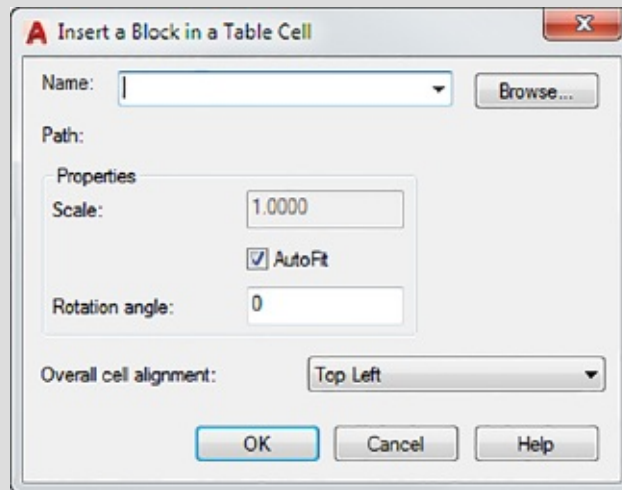 Insert a Block in a Table Cell
Name: Browse...
Path:
Properties
Scale: 1.0000
AutoFit
Rotation angle: 0
Overall cell alignment: Top Left
OK Cancel Help